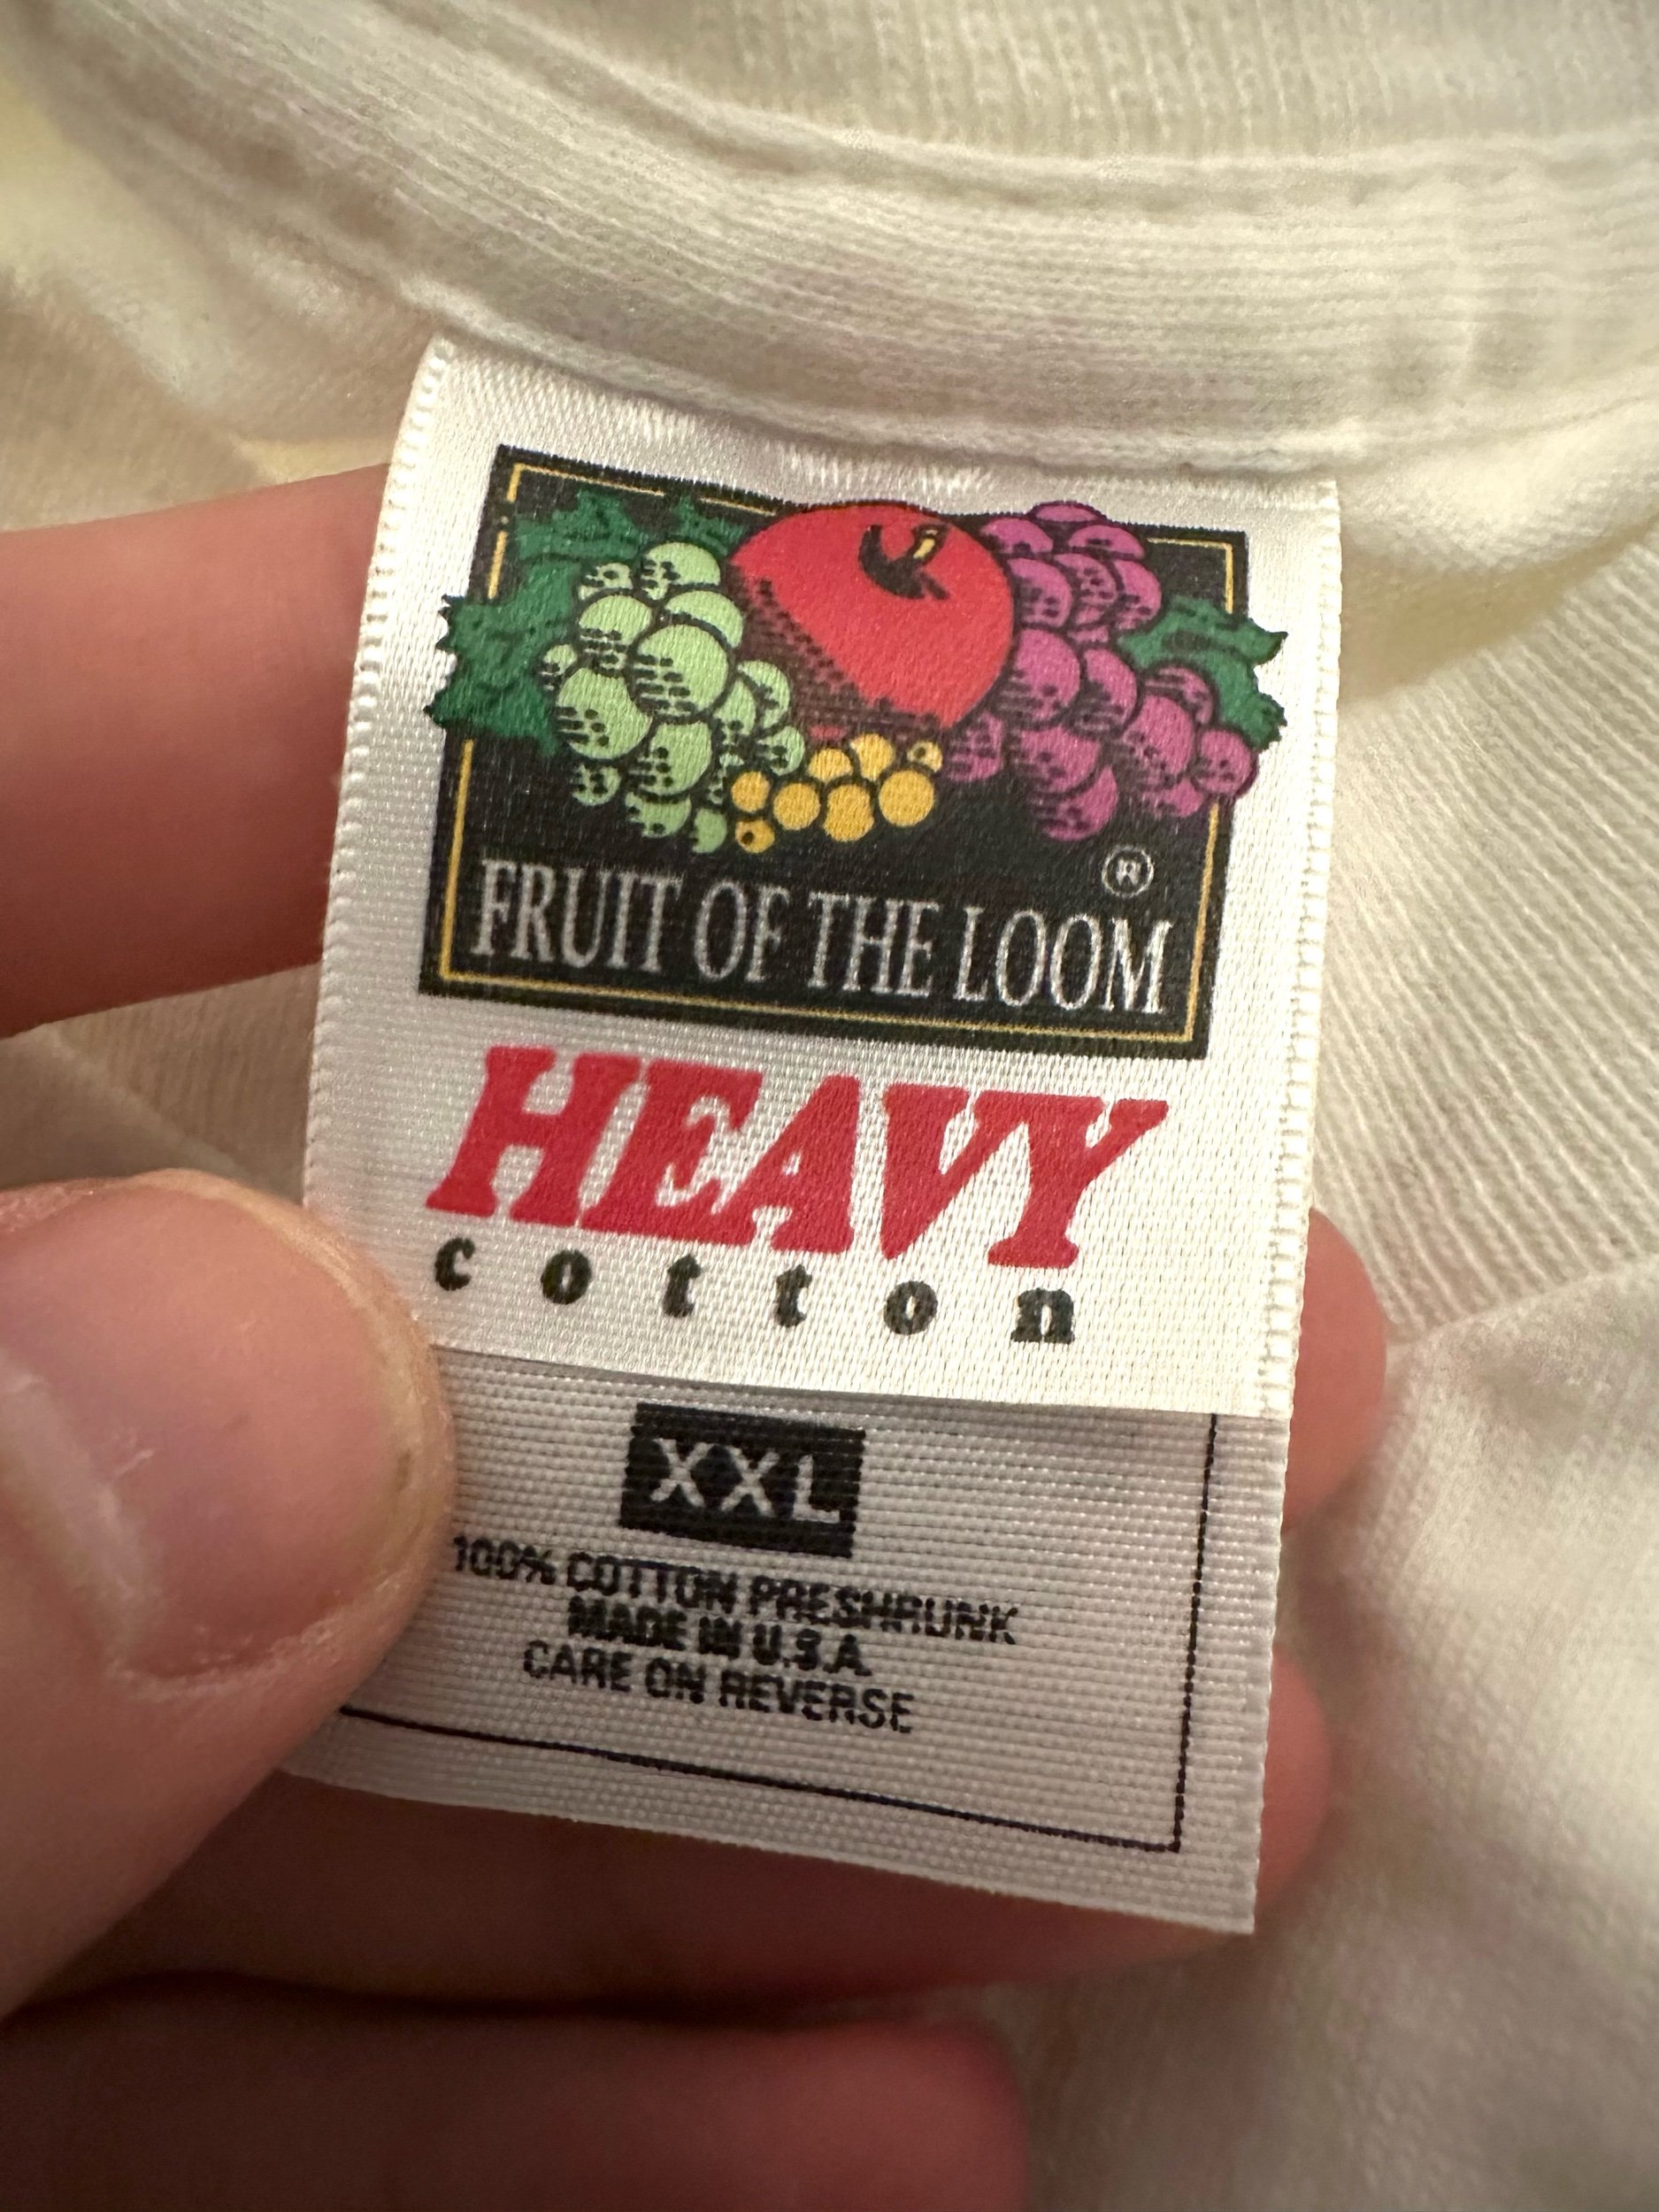 FRUIT OF THE LOOM ®
HEAVY
cotton
XXL
100% COTTON PRESHRUNK
MADE IN U.S.A.
CARE ON REVERSE